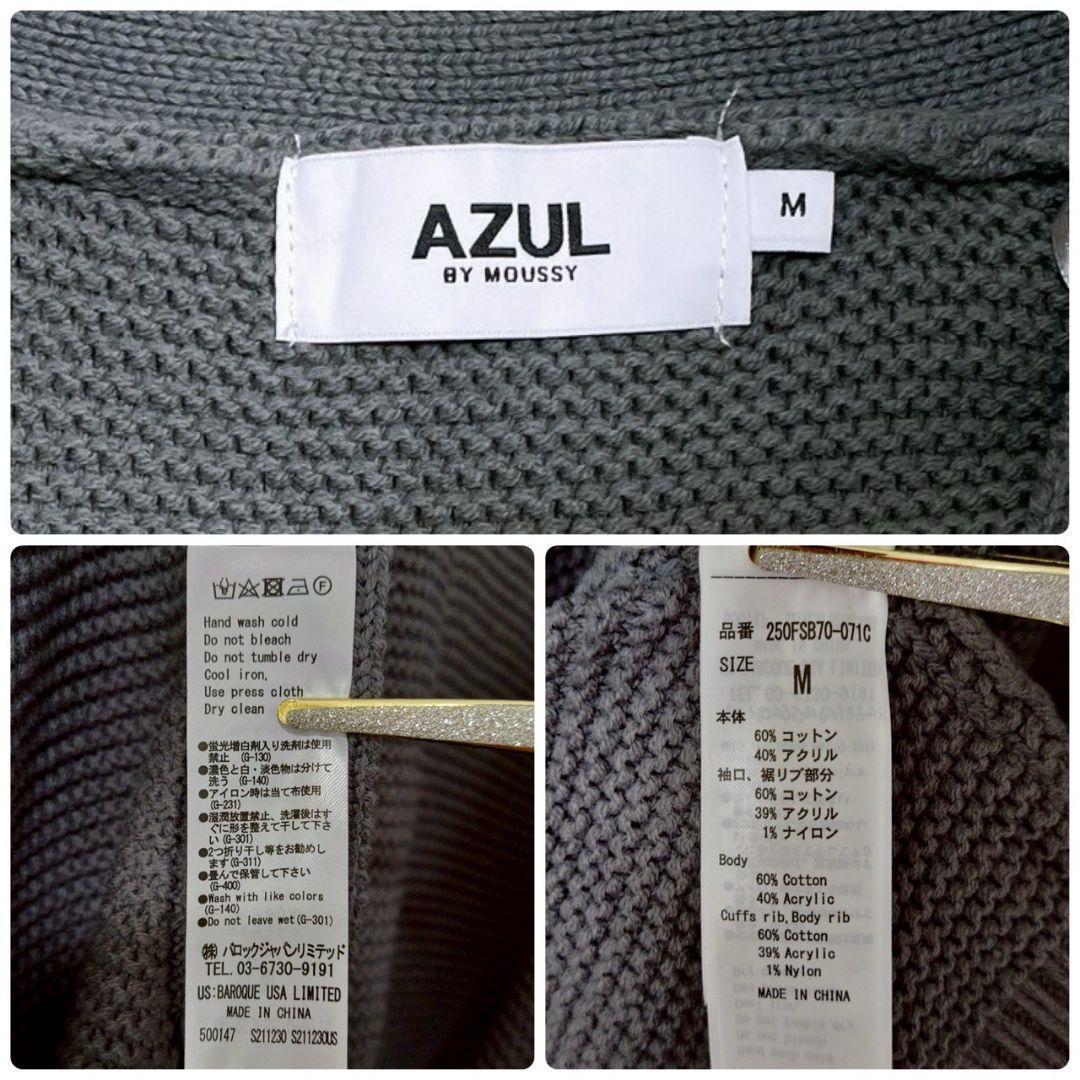 AZUL
BY MOUSSY
M
F
Hand wash cold
Do not bleach
Do not tumble dry
Cool iron,
Use press cloth
Dry clean
●蛍光増白剤入り洗剤は使用
禁止 (G-130)
●濃色と白・淡色物は分けて
洗う (G-140)
●アイロン時は当て布使用
(G-231)
●湿潤放置禁止、洗濯後はす
ぐに形を整えて干して下さ
い(G-301)
●2つ折り干し等をお勧めし
ます(G-311)
●畳んで保管して下さい
(G-400)
●Wash with like colors
(G-140)
●Do not leave wet(G-301)
㈱ バロックジャパンリミテッド
TEL. 03-6730-9191
US:BAROQUE USA LIMITED
MADE IN CHINA
500147 S211230 S211230US
品番 250FSB70-071C
SIZE
M
本体
60% コットン
40% アクリル
袖口、裾リブ部分
60% コットン
39% アクリル
1% ナイロン
Body
60% Cotton
40% Acrylic
Cuffs rib,Body rib
60% Cotton
39% Acrylic
1% Nylon
MADE IN CHINA